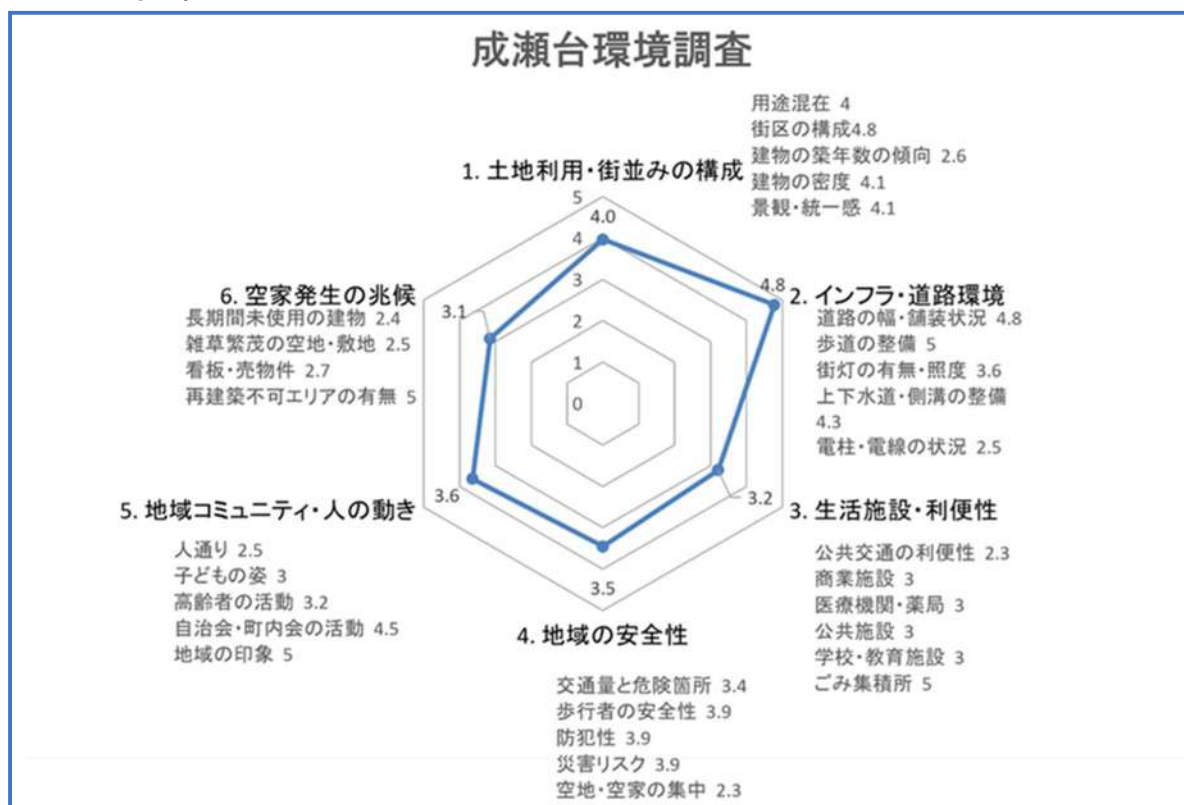 成瀬台環境調査
用途混在 4
街区の構成4.8
建物の築年数の傾向 2.6
建物の密度 4.1
景観・統一感 4.1
1. 土地利用・街並みの構成
5
4.0
4
3
2
1
0
4.8
2. インフラ・道路環境
道路の幅・舗装状況 4.8
歩道の整備 5
街灯の有無・照度 3.6
上下水道・側溝の整備
4.3
電柱・電線の状況 2.5
3.2
3. 生活施設・利便性
公共交通の利便性 2.3
商業施設 3
医療機関・薬局 3
公共施設 3
学校・教育施設 3
ごみ集積所 5
3.5
4. 地域の安全性
交通量と危険箇所 3.4
歩行者の安全性 3.9
防犯性 3.9
災害リスク 3.9
空地・空家の集中 2.3
3.6
5. 地域コミュニティ・人の動き
人通り 2.5
子どもの姿 3
高齢者の活動 3.2
自治会・町内会の活動 4.5
地域の印象 5
3.1
6. 空家発生の兆候
長期間未使用の建物 2.4
雑草繁茂の空地・敷地 2.5
看板・売物件 2.7
再建築不可エリアの有無 5